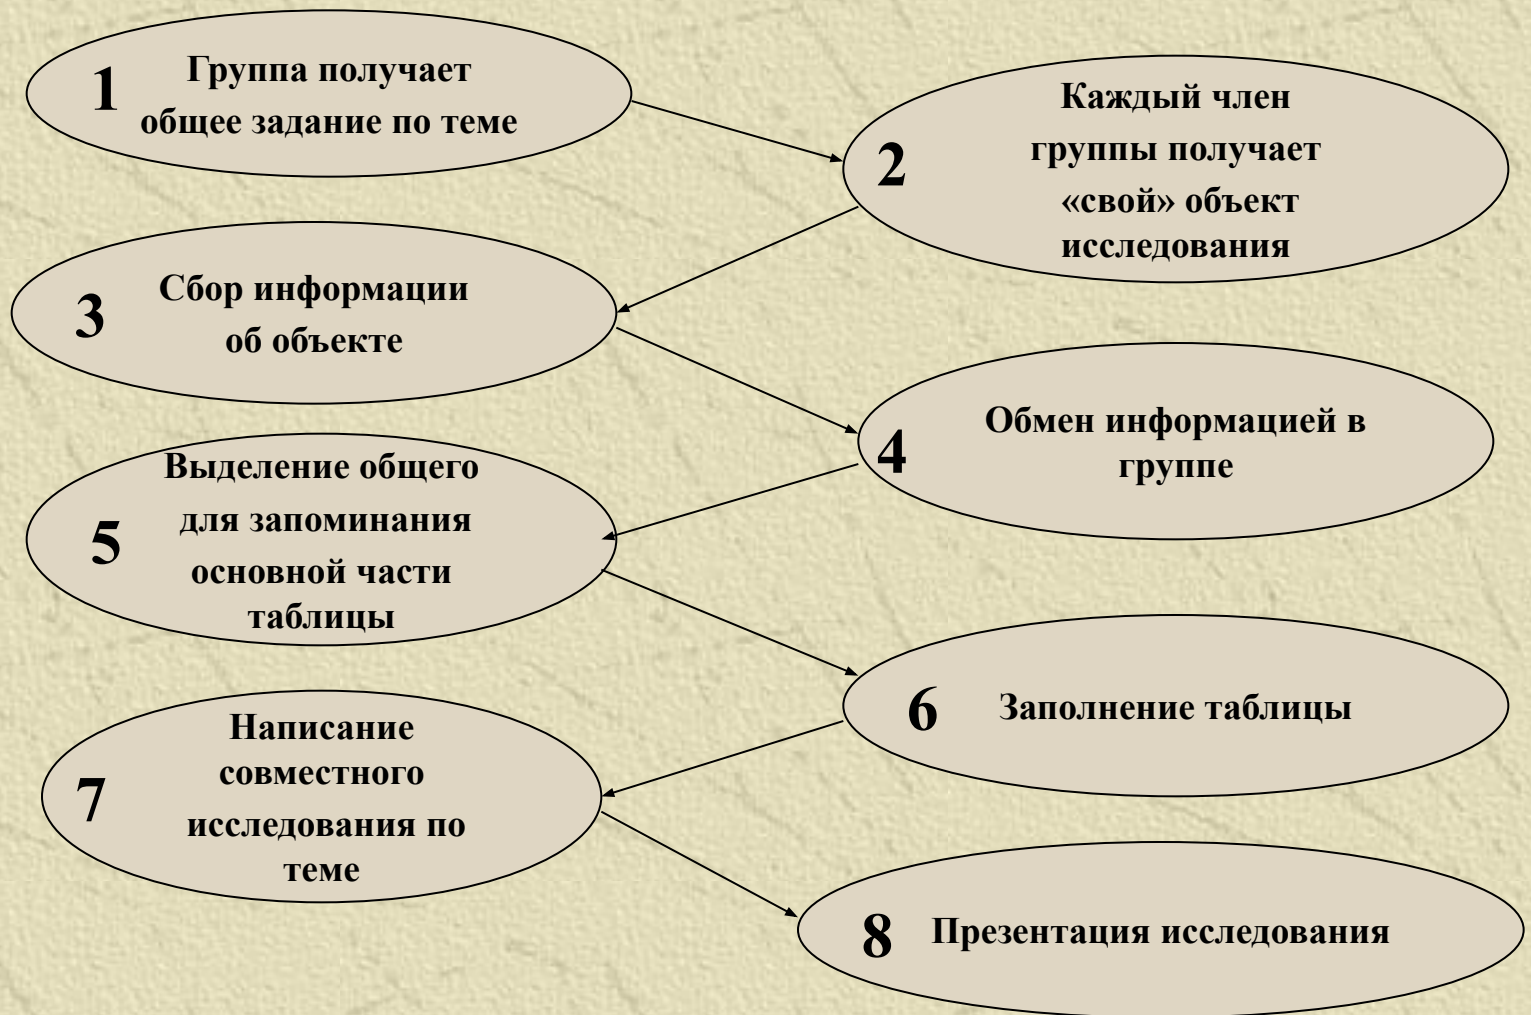 1
Группа получает
общее задание по теме
2
Каждый член
группы получает
«свой» объект
исследования
3
Сбор информации
об объекте
4
Обмен информацией в
группе
5
Выделение общего
для запоминания
основной части
таблицы
6
Заполнение таблицы
7
Написание
совместного
исследования по
теме
8
Презентация исследования